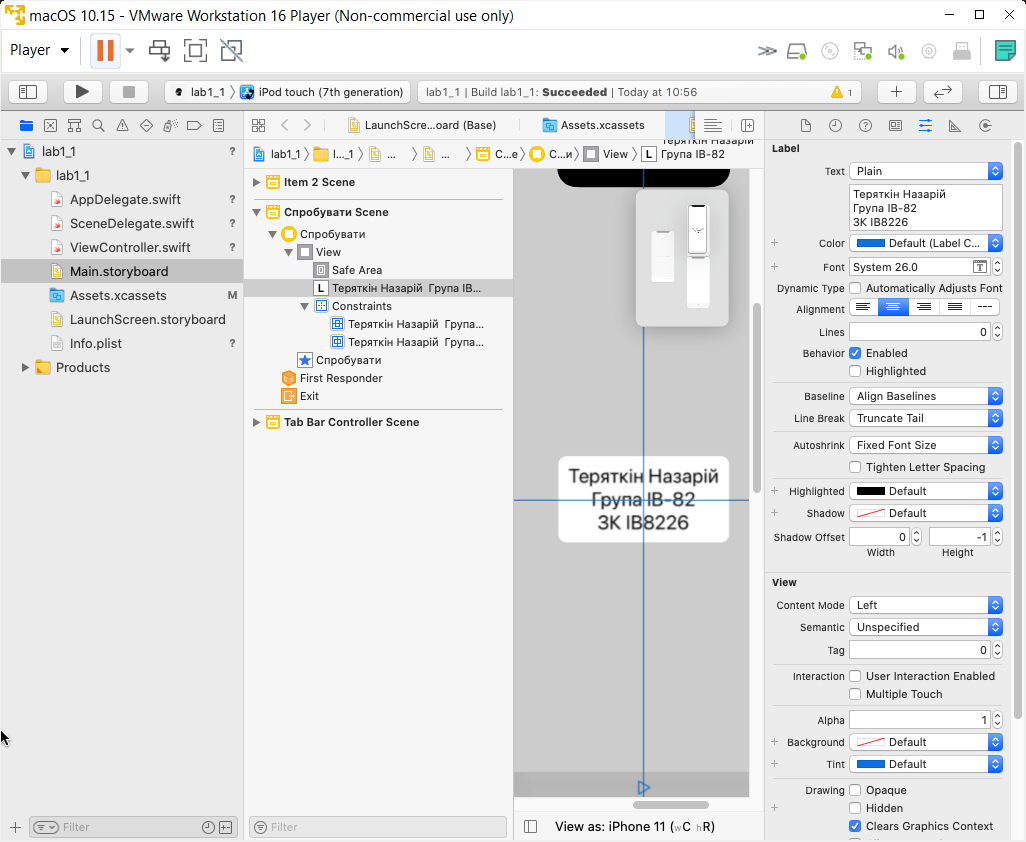 macOS 10.15 - VMware Workstation 16 Player (Non-commercial use only)
Player
lab1_1 〉 iPod touch (7th generation)
lab1_1 | Build lab1_1: Succeeded | Today at 10:56
1
LaunchScre...oard (Base)
Assets.xcassets
lab1_1
l..._1
...
...
C...e
С...и
View
L
Теряткін Назарій
Група ІВ-82
Label
lab1_1
?
lab1_1
AppDelegate.swift
?
SceneDelegate.swift
?
ViewController.swift
?
Main.storyboard
Assets.xcassets
M
LaunchScreen.storyboard
Info.plist
?
Products
Filter
Item 2 Scene
Спробувати Scene
Спробувати
View
Safe Area
L Теряткін Назарій Група ІВ...
Constraints
Теряткін Назарій Група...
Теряткін Назарій Група...
Спробувати
First Responder
Exit
Tab Bar Controller Scene
Filter
Теряткін Назарій
Група ІВ-82
ЗК ІВ8226
View as: iPhone 11 (wC hR)
Text Plain
Теряткін Назарій
Група ІВ-82
ЗК ІВ8226
Color Default (Label C...
Font System 26.0
Dynamic Type Automatically Adjusts Font
Alignment
Lines 0
Behavior Enabled
Highlighted
Baseline Align Baselines
Line Break Truncate Tail
Autoshrink Fixed Font Size
Tighten Letter Spacing
Highlighted Default
Shadow Default
Shadow Offset 0 -1
Width Height
View
Content Mode Left
Semantic Unspecified
Tag 0
Interaction User Interaction Enabled
Multiple Touch
Alpha 1
Background Default
Tint Default
Drawing Opaque
Hidden
Clears Graphics Context